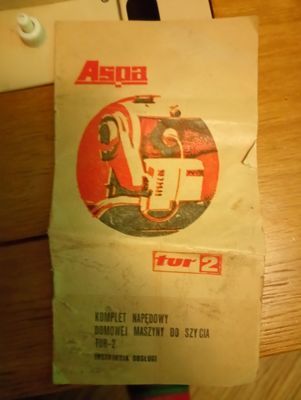 Aspa
tur 2
KOMPLET NAPĘDOWY
DOMOWEJ MASZYNY DO SZYCIA
TUR-2
INSTRUKCJA OBSŁUGI